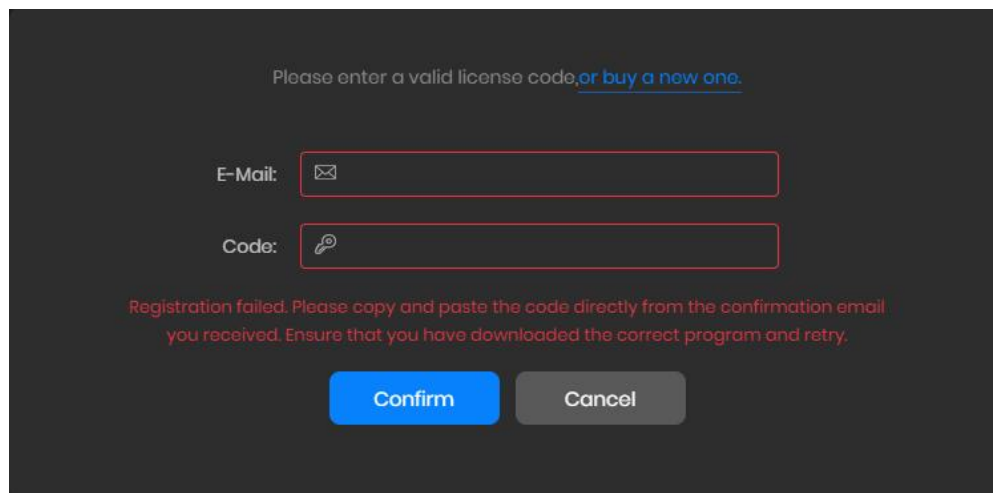 Please enter a valid license code,or buy a new one.
E-Mail:
Code:
Registration failed. Please copy and paste the code directly from the confirmation email
you received. Ensure that you have downloaded the correct program and retry.
Confirm Cancel